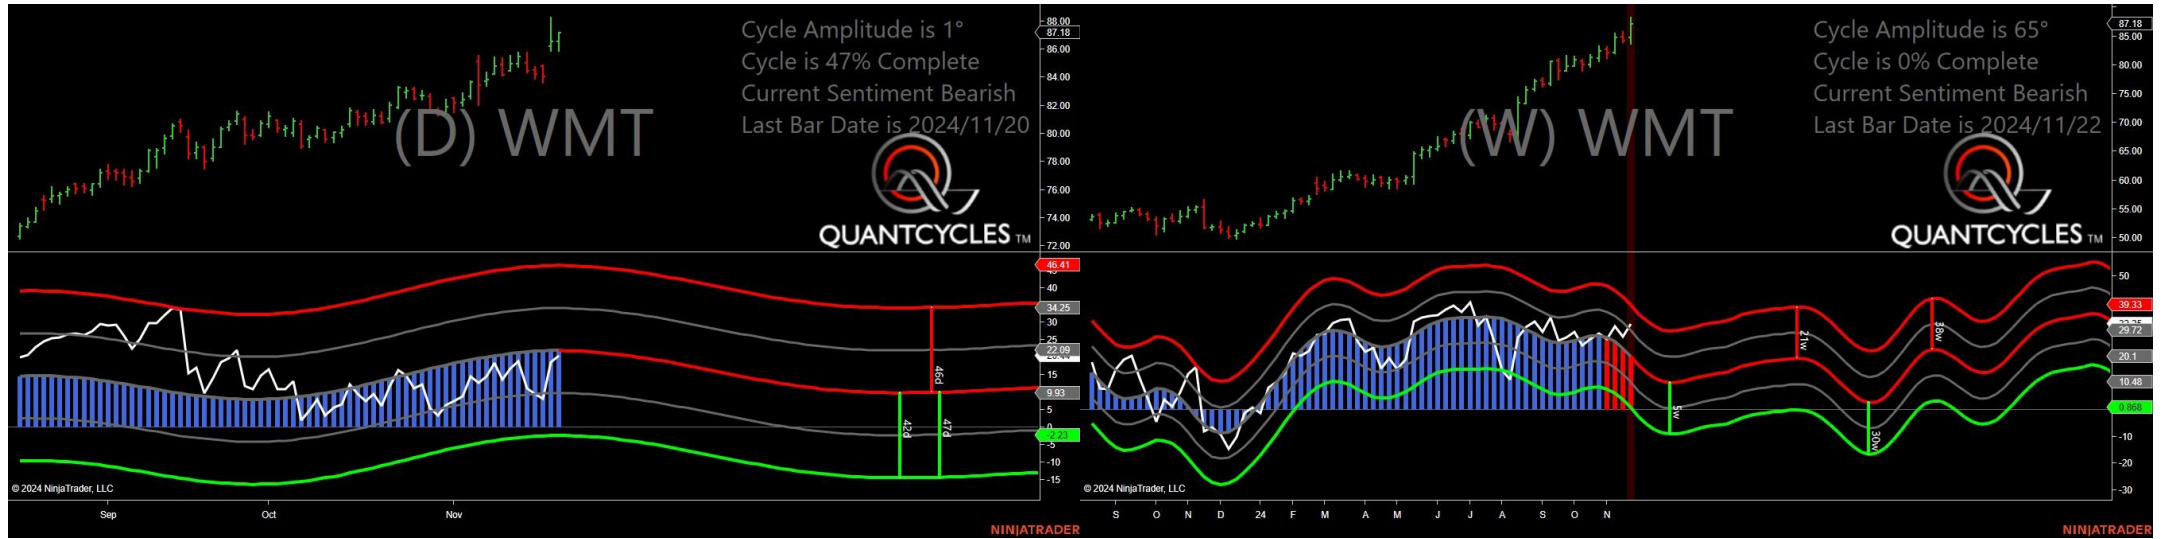 Cycle Amplitude is 1°
Cycle is 47% Complete
Current Sentiment Bearish
Last Bar Date is 2024/11/20
(D) WMT
QUANTCYCLES TM
88.00
87.18
86.00
84.00
82.00
80.00
78.00
76.00
74.00
72.00
46.41
40
34.25
30
25
22.09
15
9.93
5
0
-2.23
-5
-10
-15
46d
42d
47d
© 2024 NinjaTrader, LLC
Sep Oct Nov
NINJATRADER
Cycle Amplitude is 65°
Cycle is 0% Complete
Current Sentiment Bearish
Last Bar Date is 2024/11/22
(W) WMT
QUANTCYCLES TM
87.18
85.00
80.00
75.00
70.00
65.00
60.00
55.00
50.00
50
39.33
29.72
20.1
10.48
0.868
-10
-20
-30
21w
38w
5w
30w
© 2024 NinjaTrader, LLC
S O N D 24 F M A M J J A S O N
NINJATRADER